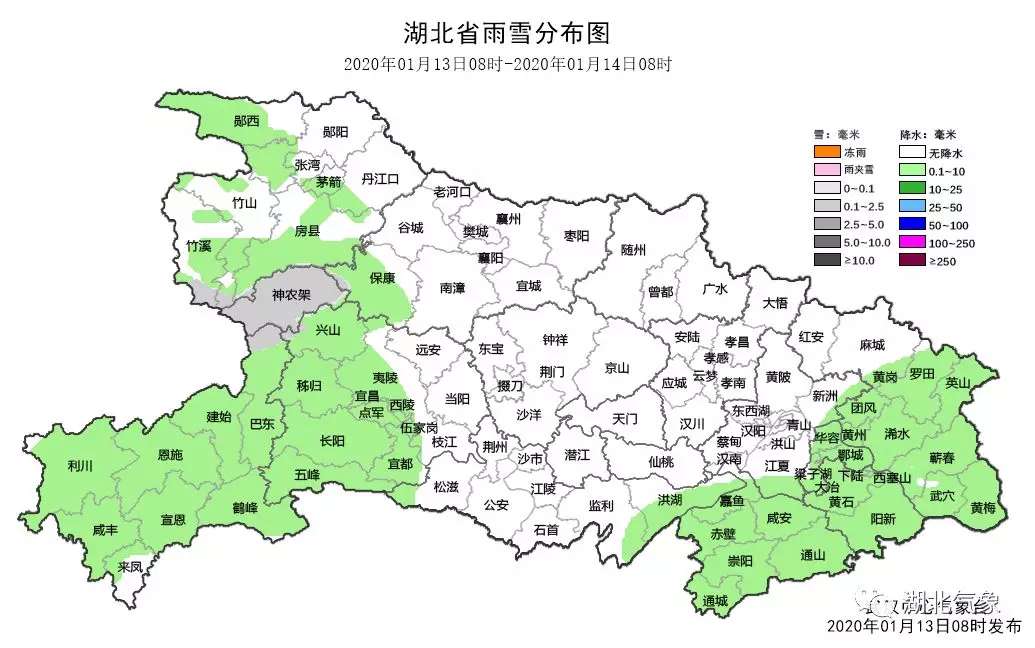 湖北省雨雪分布图
2020年01月13日08时-2020年01月14日08时
雪：毫米
冻雨
雨夹雪
0~0.1
0.1~2.5
2.5~5.0
5.0~10.0
≥10.0
降水：毫米
无降水
0.1~10
10~25
25~50
50~100
100~250
≥250
郧西
郧阳
张湾
茅箭
丹江口
老河口
竹山
竹溪
房县
谷城
襄州
樊城
襄阳
枣阳
随州
保康
神农架
南漳
宜城
曾都
广水
大悟
兴山
远安
东宝
钟祥
京山
安陆
孝昌
孝感
云梦
孝南
应城
红安
麻城
黄陂
秭归
夷陵
宜昌
点军
西陵
伍家岗
当阳
掇刀
荆门
沙洋
天门
汉川
东西湖
汉阳
蔡甸
汉南
青山
洪山
江夏
新洲
黄岗
罗田
英山
团风
黄州
华容
鄂城
浠水
蕲春
梁子湖
下陆
西塞山
大冶
黄石
武穴
黄梅
阳新
建始
巴东
长阳
枝江
荆州
沙市
潜江
仙桃
利川
恩施
五峰
宜都
松滋
公安
江陵
石首
监利
洪湖
嘉鱼
咸安
赤壁
崇阳
通山
通城
咸丰
宣恩
鹤峰
来凤
湖北气象
2020年01月13日08时发布